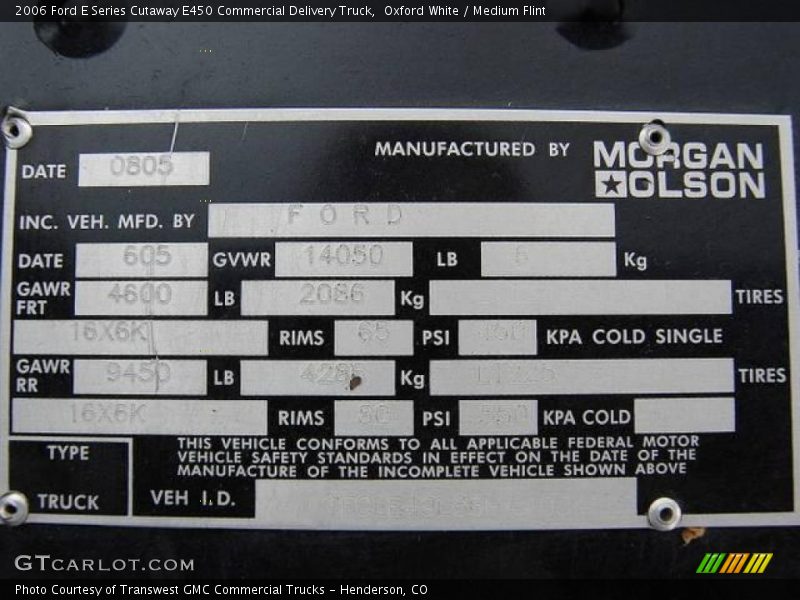 2006 Ford E Series Cutaway E450 Commercial Delivery Truck, Oxford White / Medium Flint
DATE 0805 MANUFACTURED BY MORGAN OLSON
INC. VEH. MFD. BY FORD
DATE 605 GVWR 14050 LB 6 Kg
GAWR FRT 4600 LB 2086 Kg TIRES
16X6K RIMS 65 PSI 450 KPA COLD SINGLE
GAWR RR 9450 LB 4286 Kg TIRES
16X6K RIMS 80 PSI 550 KPA COLD
THIS VEHICLE CONFORMS TO ALL APPLICABLE FEDERAL MOTOR
VEHICLE SAFETY STANDARDS IN EFFECT ON THE DATE OF THE
MANUFACTURE OF THE INCOMPLETE VEHICLE SHOWN ABOVE
TYPE
TRUCK VEH I.D.
GTCARLOT.COM
Photo Courtesy of Transwest GMC Commercial Trucks - Henderson, CO